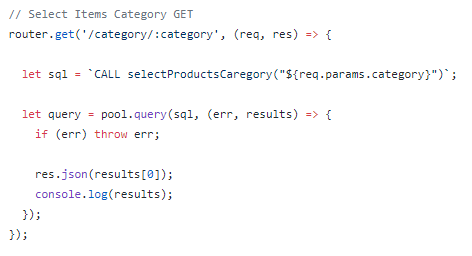 // Select Items Category GET
router.get('/category/:category', (req, res) => {
let sql = `CALL selectProductsCaregory("${req.params.category}")`;
let query = pool.query(sql, (err, results) => {
if (err) throw err;
res.json(results[0]);
console.log(results);
});
});